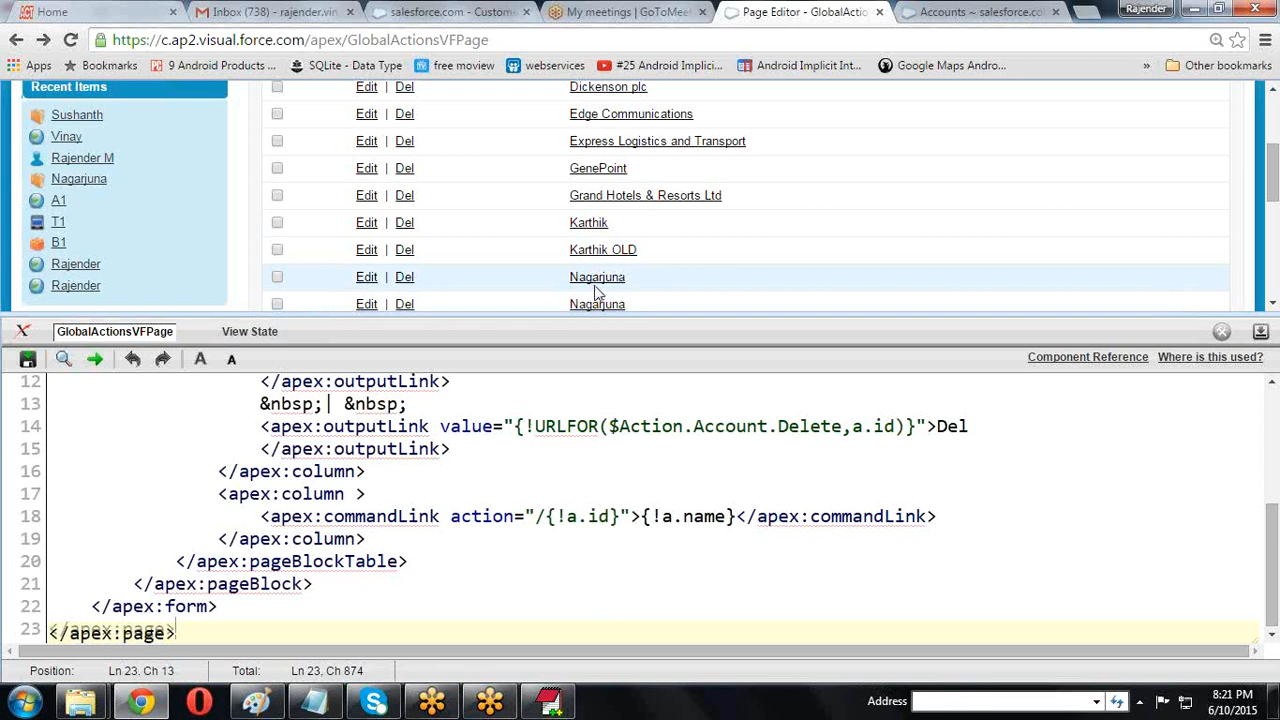 Home
Inbox (738) - rajender.vin
salesforce.com - Custome
My meetings | GoToMee
Page Editor - GlobalActio
Accounts ~ salesforce.co
Rajender
https://c.ap2.visual.force.com/apex/GlobalActionsVFPage
Apps
Bookmarks
9 Android Products ...
SQLite - Data Type
free moview
webservices
#25 Android Implici...
Android Implicit Int...
Google Maps Andro...
»
Other bookmarks
Recent Items
Sushanth
Vinay
Rajender M
Nagarjuna
A1
T1
B1
Rajender
Rajender
Dickenson plc
Edit | Del
Edit | Del Edge Communications
Edit | Del Express Logistics and Transport
Edit | Del GenePoint
Edit | Del Grand Hotels & Resorts Ltd
Edit | Del Karthik
Edit | Del Karthik OLD
Edit | Del Nagarjuna
Edit | Del Nagarjuna
GlobalActionsVFPage
View State
A A
Component Reference Where is this used?
12 </apex:outputLink>
13 &nbsp;| &nbsp;
14 <apex:outputLink value="{!URLFOR($Action.Account.Delete,a.id)}">Del
15 </apex:outputLink>
16 </apex:column>
17 <apex:column >
18 <apex:commandLink action="/{!a.id}">{!a.name}</apex:commandLink>
19 </apex:column>
20 </apex:pageBlockTable>
21 </apex:pageBlock>
22 </apex:form>
23 </apex:page>
Position: Ln 23, Ch 13 Total: Ln 23, Ch 874
Address
8:21 PM
6/10/2015